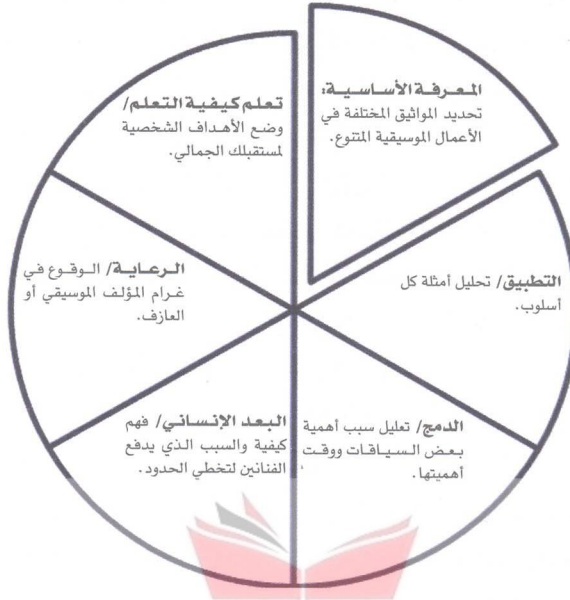 المعرفة الأساسية:
تحديد المواثيق المختلفة في
الأعمال الموسيقية المتنوع.
تعلم كيفية التعلم/
وضع الأهداف الشخصية
لمستقبلك الجمالي.
التطبيق/ تحليل أمثلة كل
أسلوب.
الرعاية/ الوقوع في
غرام المؤلف الموسيقي أو
العازف.
الدمج/ تعليل سبب أهمية
بعض السياقات ووقت
أهميتها.
البعد الإنساني/ فهم
كيفية والسبب الذي يدفع
الفنانين لتخطي الحدود.